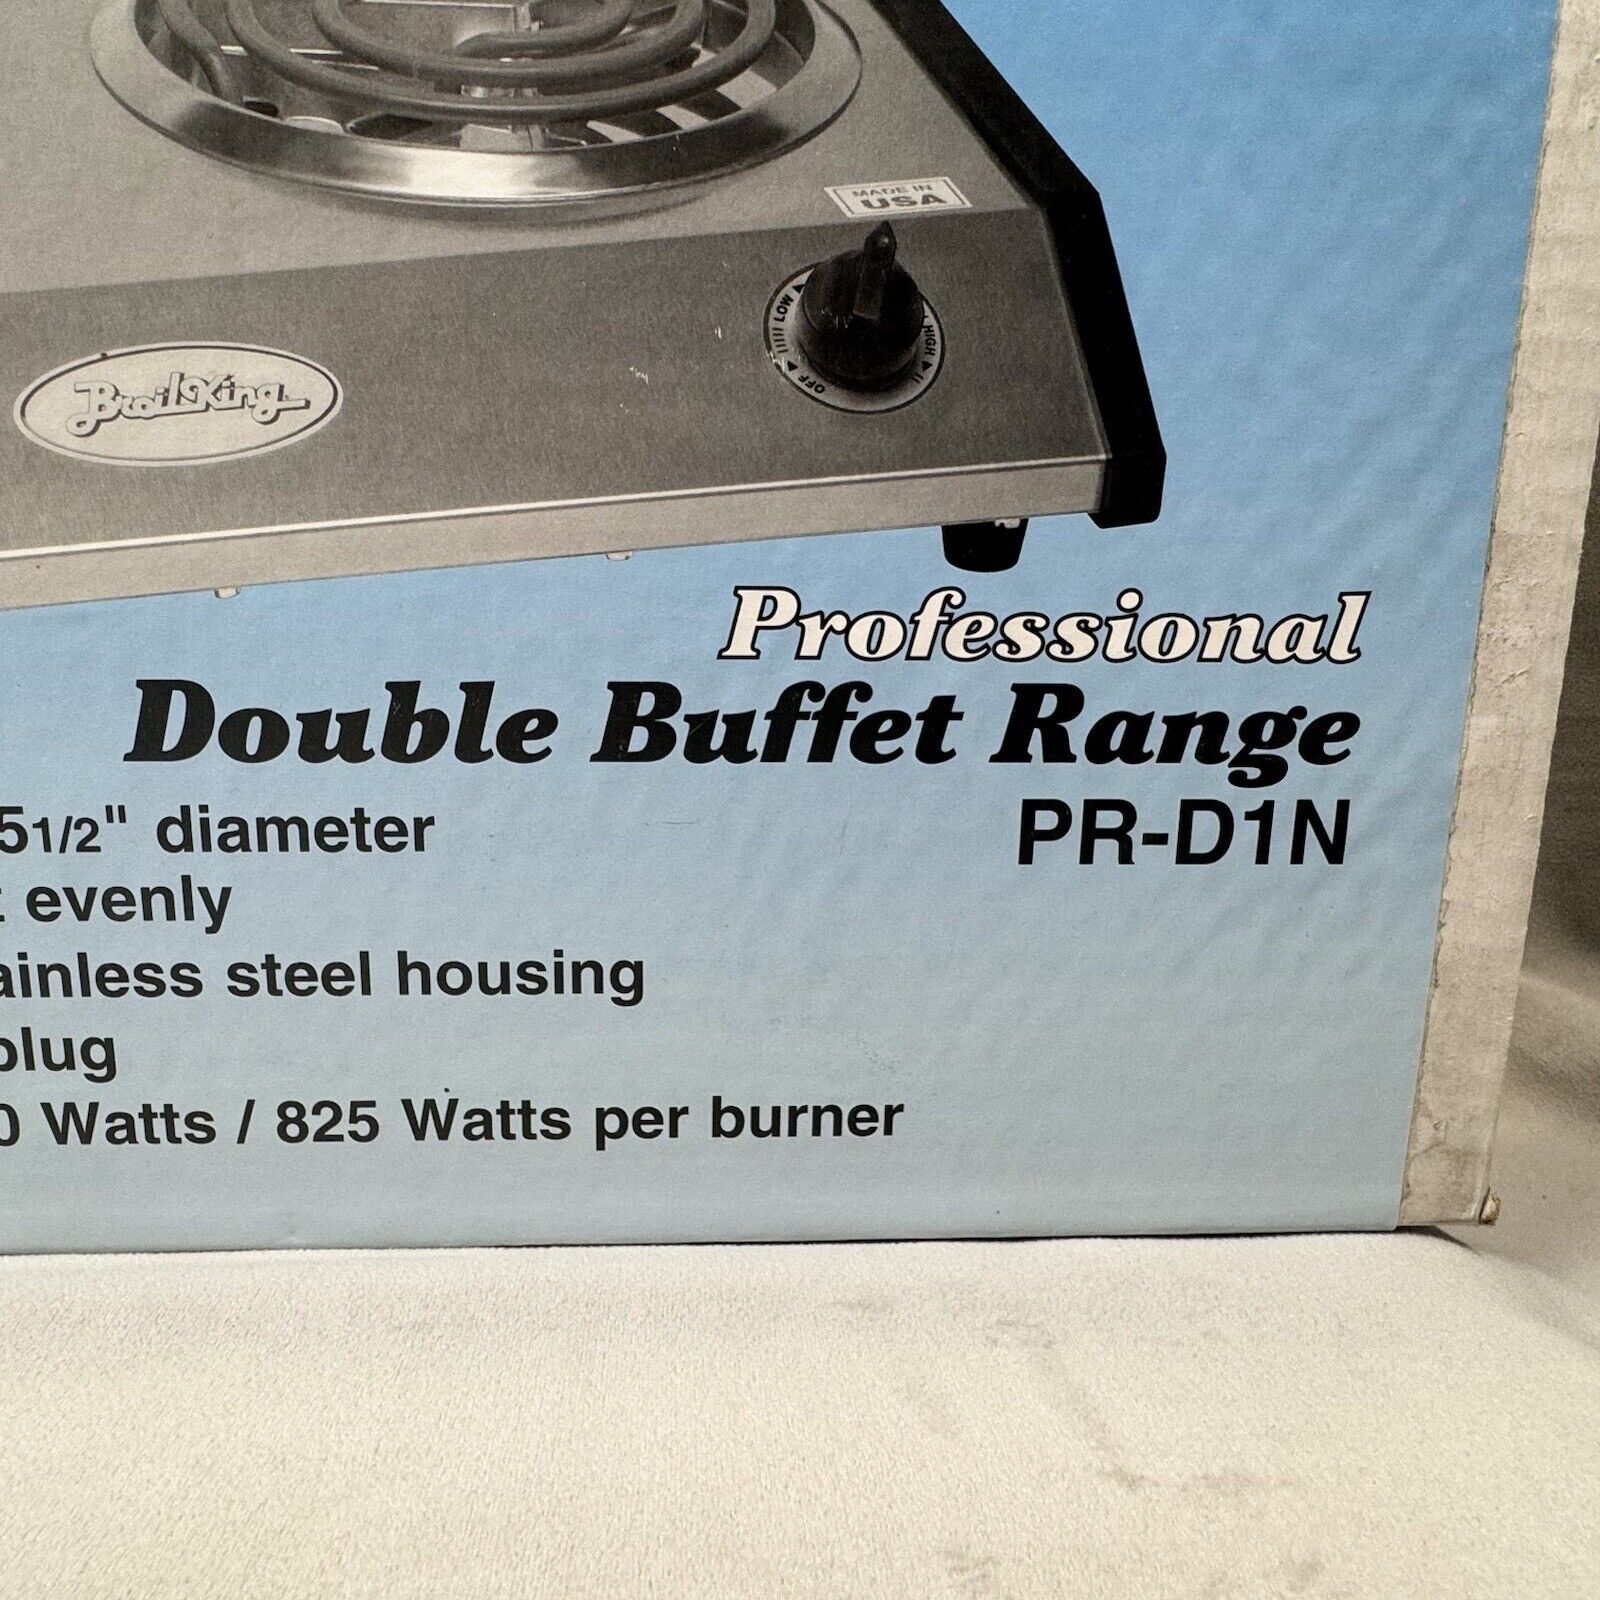 MADE IN
USA
LOW
HIGH
OFF
BroilKing
Professional
Double Buffet Range
PR-D1N
51/2" diameter
evenly
ainless steel housing
plug
0 Watts / 825 Watts per burner